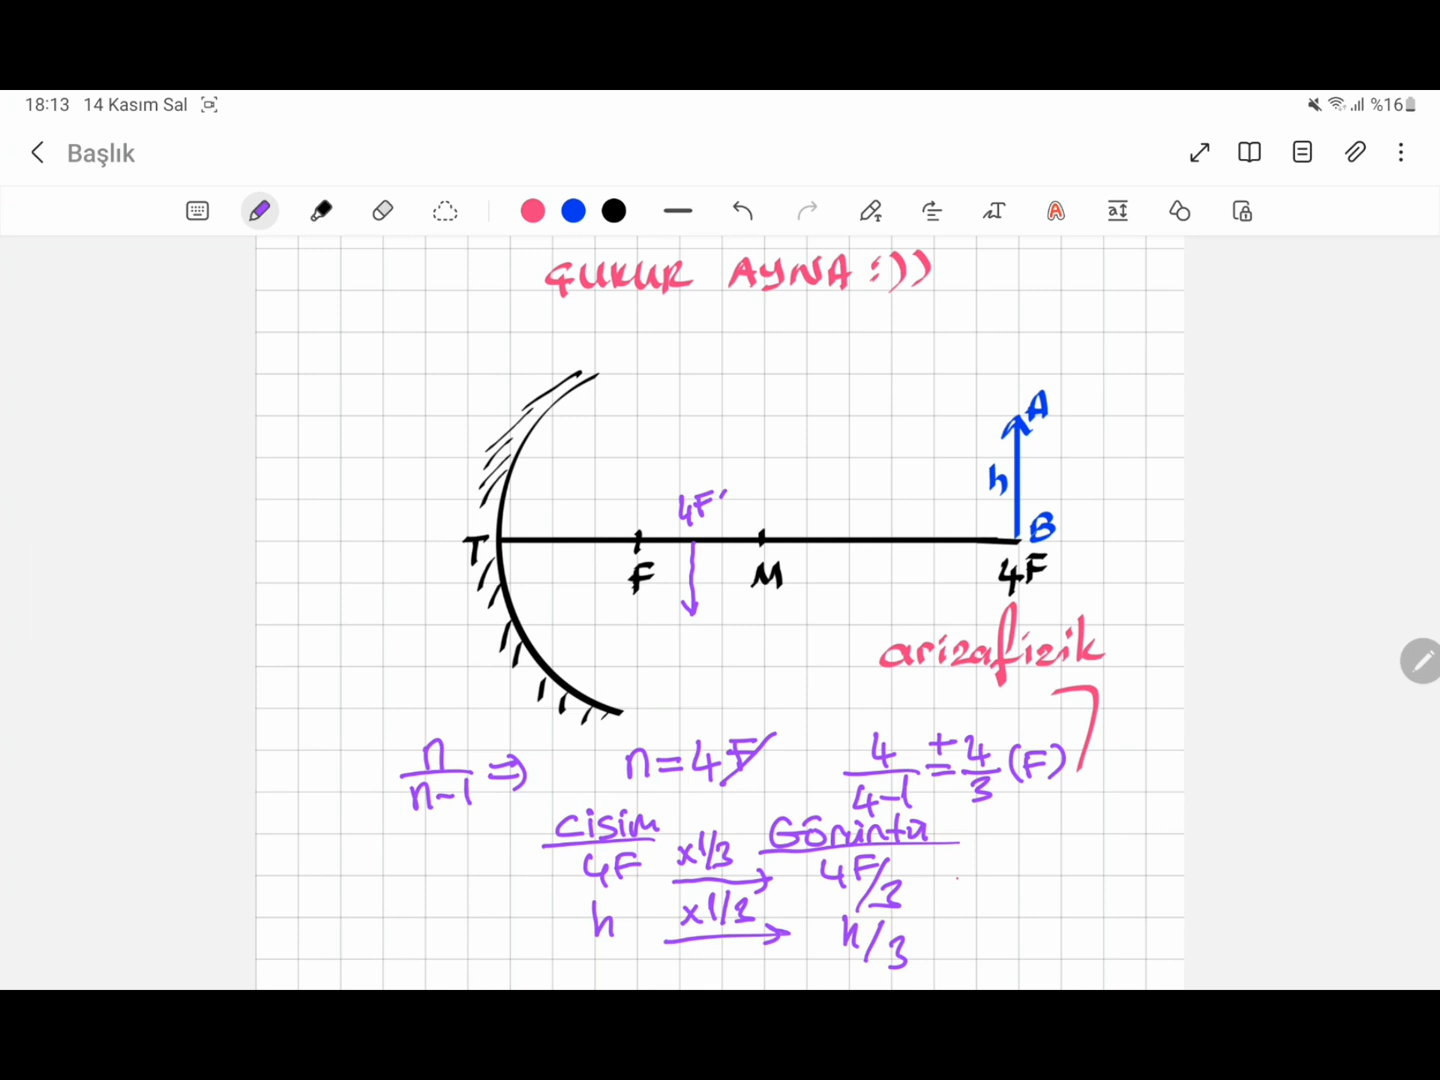 18:13 14 Kasım Sal %16
Başlık
ÇUKUR AYNA :))
A
h
B
4F'
T
F
M
4F
arizafizik
n/n-1 ⇒ n=4F 4/4-1 ±= 4/3 (F)
Cisim Görüntü
4F x1/3 4F/3
h x1/3 h/3